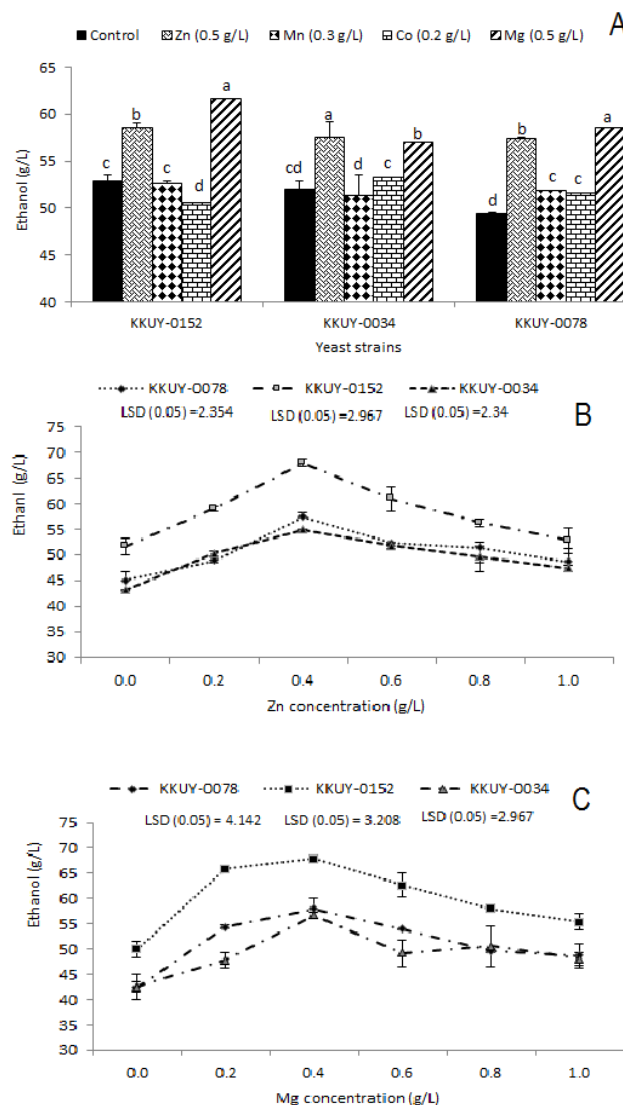 A
Control Zn (0.5 g/L) Mn (0.3 g/L) Co (0.2 g/L) Mg (0.5 g/L)
65
60
55
50
45
40
Ethanol (g/L)
c b c d a
cd a d c b
d b c c a
KKUY-0152 KKUY-0034 KKUY-0078
Yeast strains
KKUY-0078 KKUY-0152 KKUY-0034
LSD (0.05) =2.354 LSD (0.05) =2.967 LSD (0.05) =2.34
B
75
70
65
60
55
50
45
40
35
30
Ethanl (g/L)
0.0 0.2 0.4 0.6 0.8 1.0
Zn concentration (g/L)
KKUY-0078 KKUY-0152 KKUY-0034
C
LSD (0.05) = 4.142 LSD (0.05) = 3.208 LSD (0.05) =2.967
75
70
65
60
55
50
45
40
35
30
Ethanol (g/L)
0.0 0.2 0.4 0.6 0.8 1.0
Mg concentration (g/L)